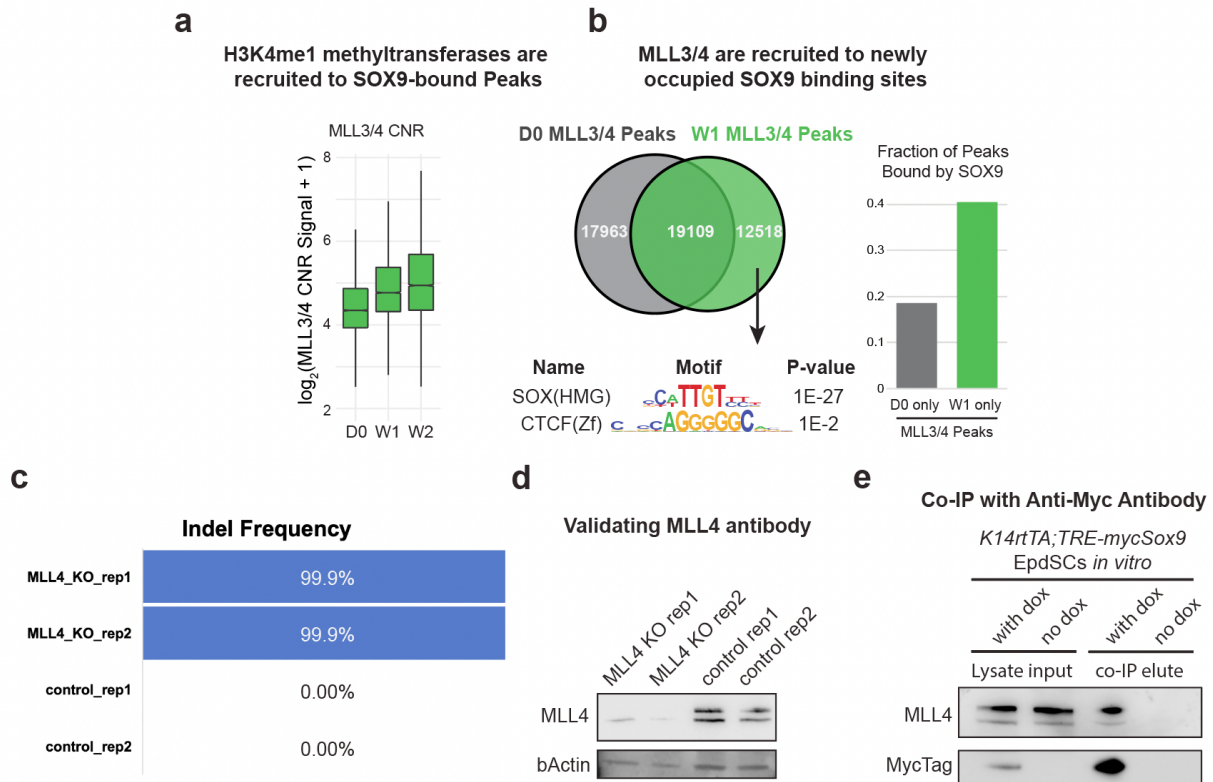 a
H3K4me1 methyltransferases are
recruited to SOX9-bound Peaks
MLL3/4 CNR
log2(MLL3/4 CNR Signal + 1)
8
6
4
2
D0 W1 W2
b
MLL3/4 are recruited to newly
occupied SOX9 binding sites
D0 MLL3/4 Peaks W1 MLL3/4 Peaks
17963 19109 12518
Name Motif P-value
SOX(HMG) CCATTGTTT 1E-27
CTCF(Zf) C CCAGGGGGC 1E-2
Fraction of Peaks
Bound by SOX9
0.4
0.3
0.2
0.1
0
D0 only W1 only
MLL3/4 Peaks
c
Indel Frequency
MLL4_KO_rep1 99.9%
MLL4_KO_rep2 99.9%
control_rep1 0.00%
control_rep2 0.00%
d
Validating MLL4 antibody
MLL4 KO rep1
MLL4 KO rep2
control rep1
control rep2
MLL4
bActin
e
Co-IP with Anti-Myc Antibody
K14rtTA;TRE-mycSox9
EpdSCs in vitro
with dox
no dox
with dox
no dox
Lysate input co-IP elute
MLL4
MycTag